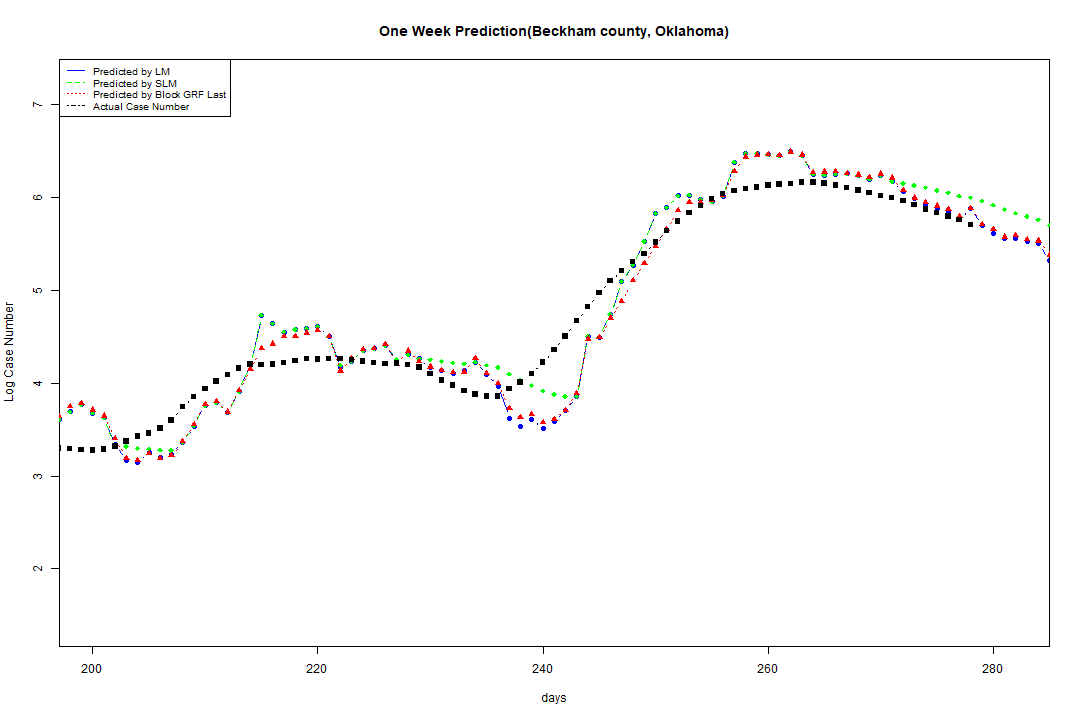 One Week Prediction(Beckham county, Oklahoma)
Predicted by LM
Predicted by SLM
Predicted by Block GRF Last
Actual Case Number
7
6
5
4
3
2
Log Case Number
200 220 240 260 280
days